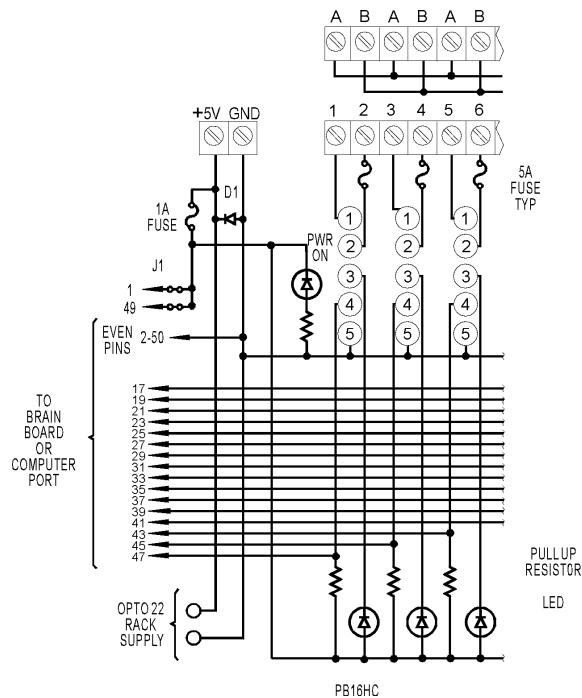 A B A B A B
+5V GND
1 2 3 4 5 6
D1
1A
FUSE
5A
FUSE
TYP
PWR
ON
J1
1
49
1 1 1
2 2 2
3 3 3
4 4 4
5 5 5
EVEN
PINS 2-50
TO
BRAIN
BOARD
OR
COMPUTER
PORT
17
19
21
23
25
27
29
31
33
35
37
39
41
43
45
47
PULL UP
RESISTOR
LED
OPTO 22
RACK
SUPPLY
PB16HC